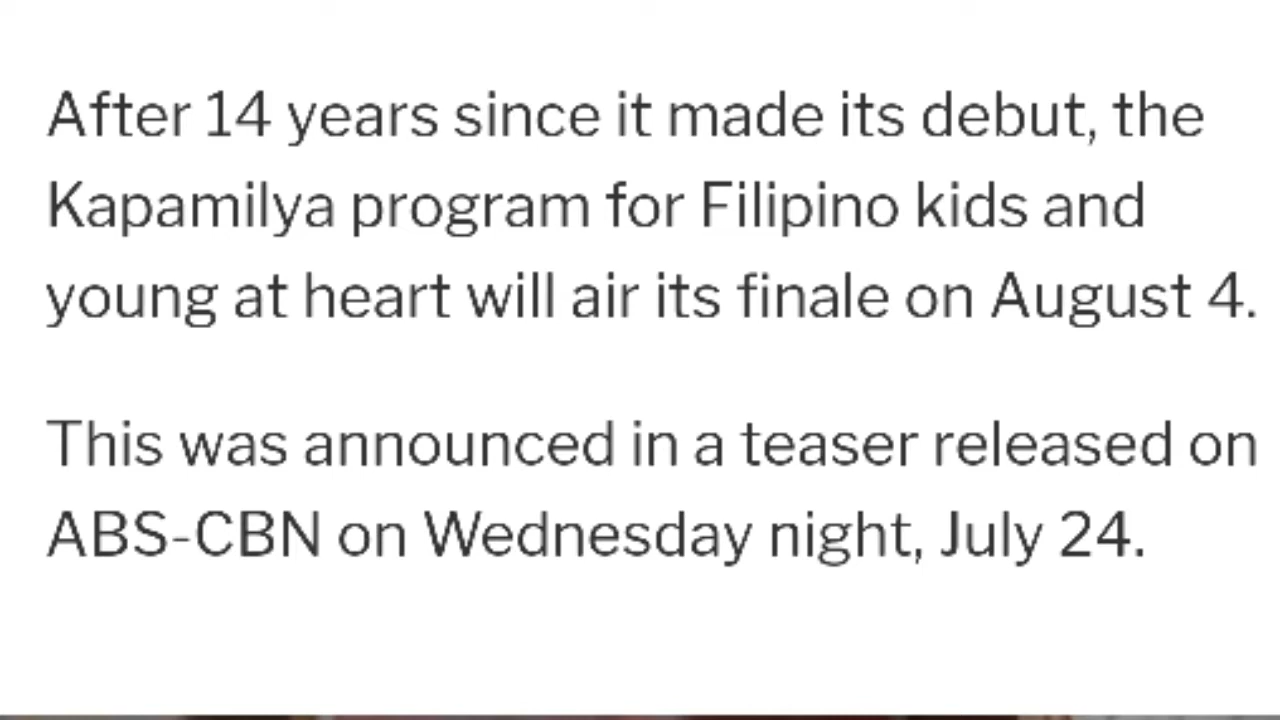 After 14 years since it made its debut, the
Kapamilya program for Filipino kids and
young at heart will air its finale on August 4.
This was announced in a teaser released on
ABS-CBN on Wednesday night, July 24.